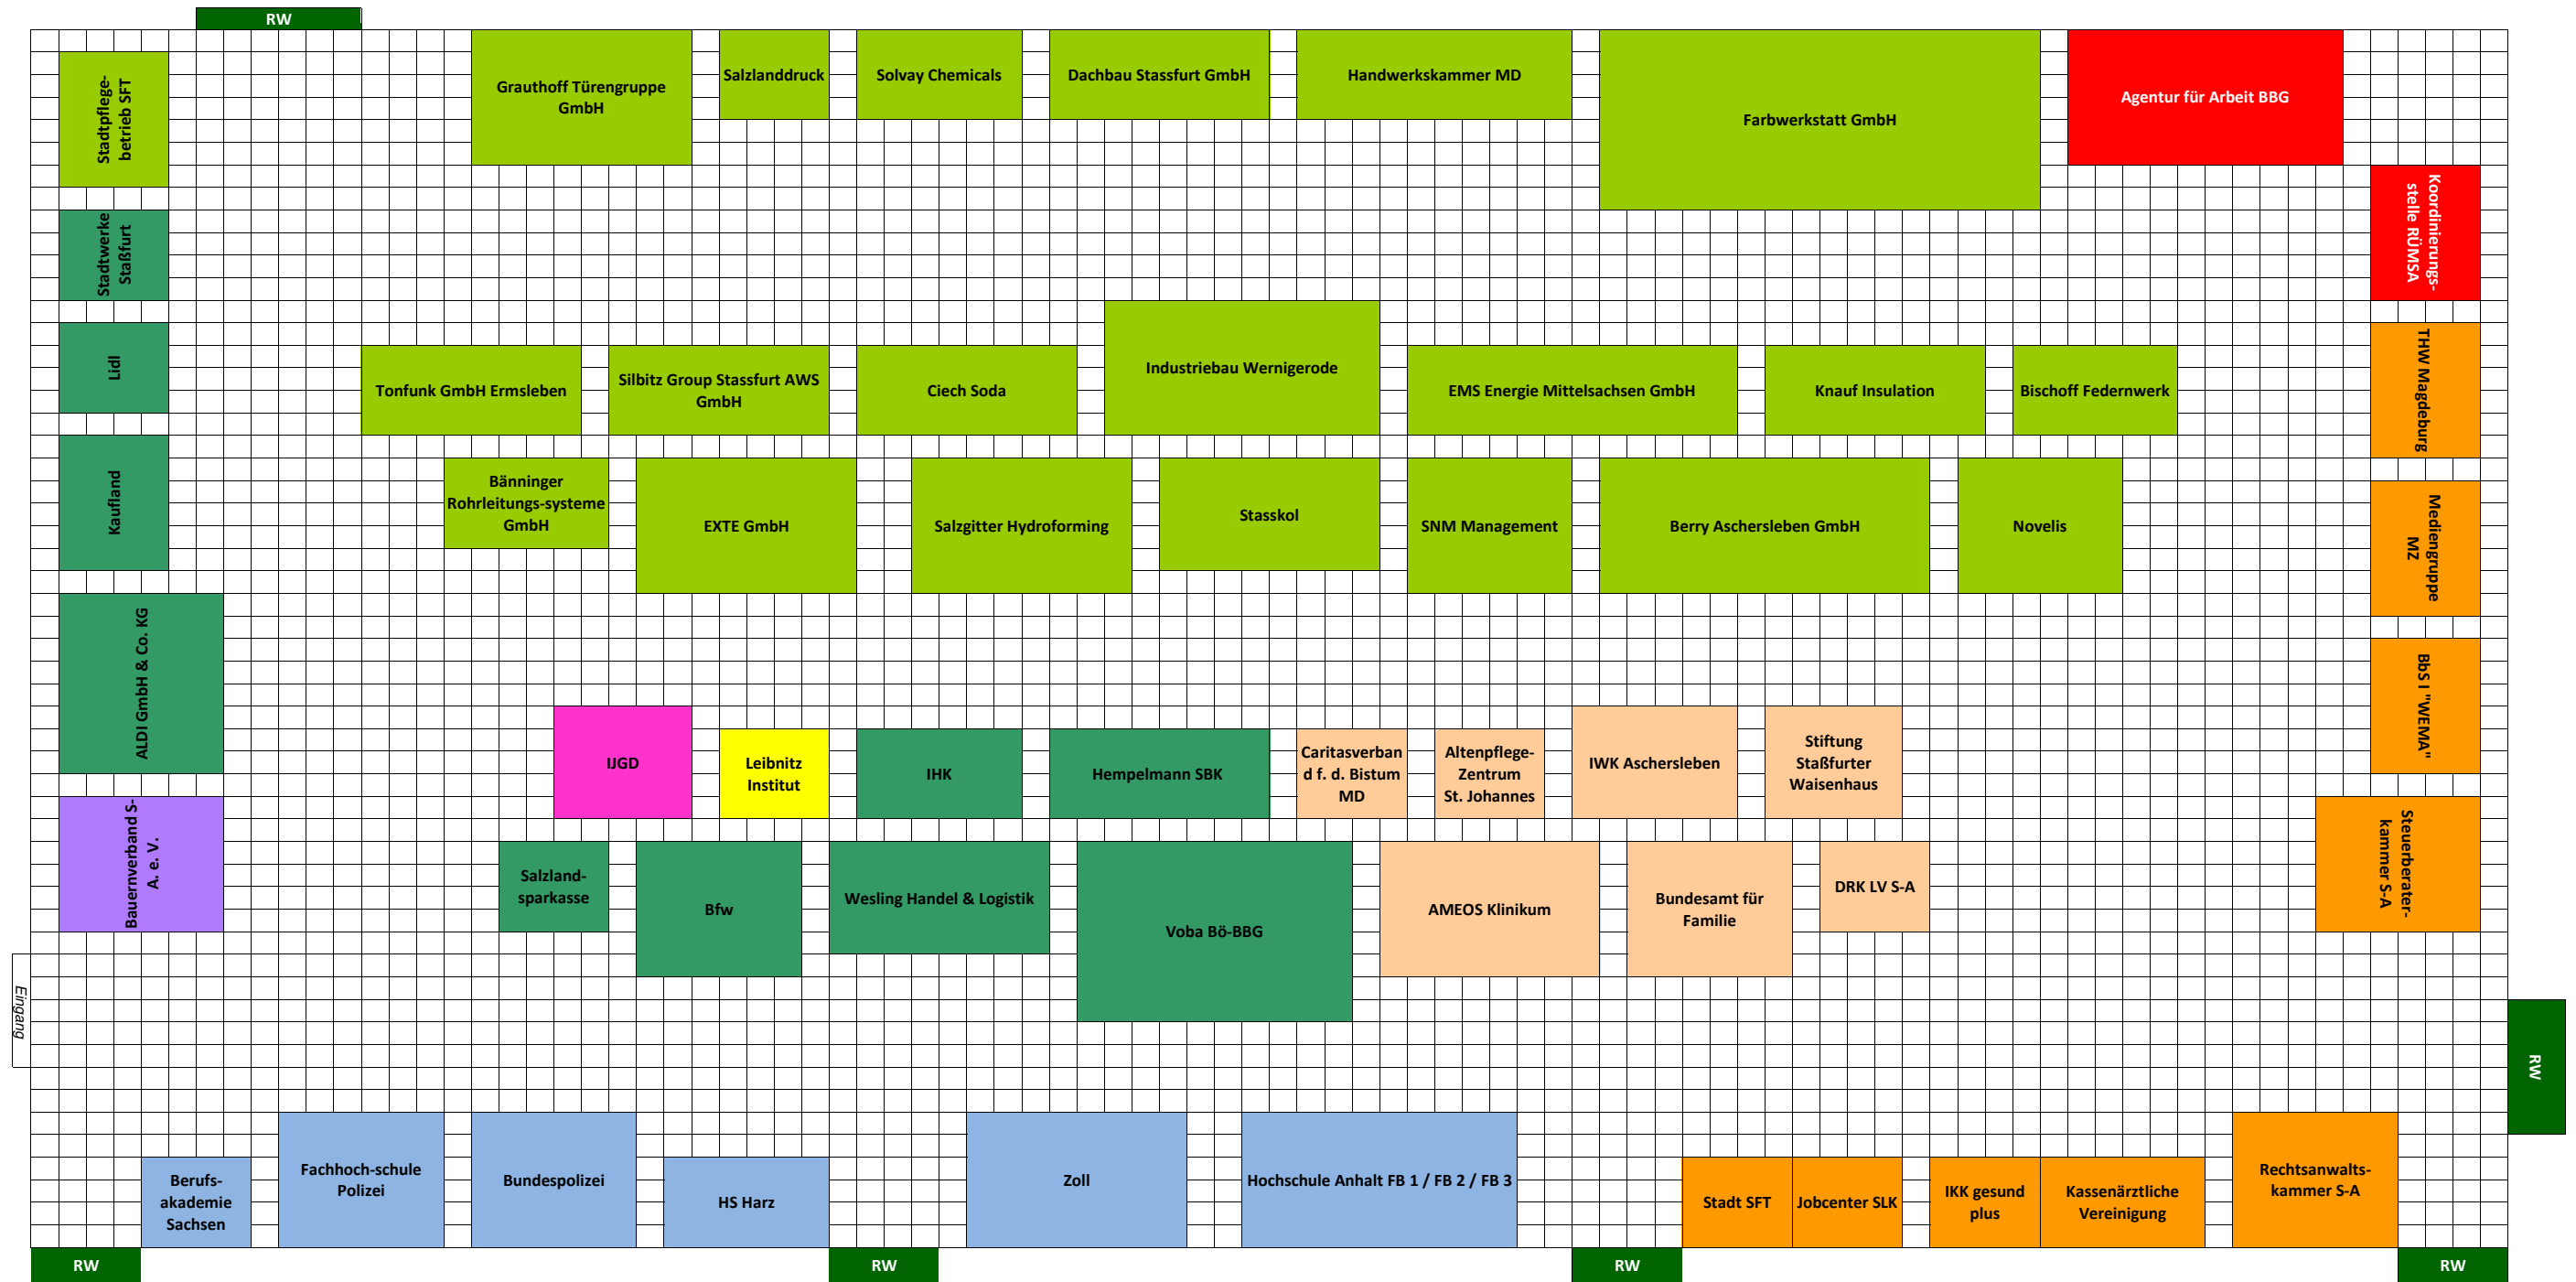 RW
Stadtpflege-
betrieb SFT
Grauthoff Türengruppe
GmbH
Salzlanddruck
Solvay Chemicals
Dachbau Stassfurt GmbH
Handwerkskammer MD
Farbwerkstatt GmbH
Agentur für Arbeit BBG
Koordinierungs-
stelle RÜMSA
Stadtwerke
Staßfurt
Lidl
Tonfunk GmbH Ermsleben
Silbitz Group Stassfurt AWS
GmbH
Ciech Soda
Industriebau Wernigerode
EMS Energie Mittelsachsen GmbH
Knauf Insulation
Bischoff Federnwerk
THW Magdeburg
Kaufland
Bänninger
Rohrleitungs-systeme
GmbH
EXTE GmbH
Salzgitter Hydroforming
Stasskol
SNM Management
Berry Aschersleben GmbH
Novelis
Mediengruppe
MZ
ALDI GmbH & Co. KG
IJGD
Leibnitz
Institut
IHK
Hempelmann SBK
Caritasverban
d f. d. Bistum
MD
Altenpflege-
Zentrum
St. Johannes
IWK Aschersleben
Stiftung
Staßfurter
Waisenhaus
BbS I "WEMA"
Bauernverband S-
A. e. V.
Salzland-
sparkasse
Bfw
Wesling Handel & Logistik
Voba Bö-BBG
AMEOS Klinikum
Bundesamt für
Familie
DRK LV S-A
Steuerberater-
kammer S-A
Eingang
RW
Berufs-
akademie
Sachsen
Fachhoch-schule
Polizei
Bundespolizei
HS Harz
Zoll
Hochschule Anhalt FB 1 / FB 2 / FB 3
Stadt SFT
Jobcenter SLK
IKK gesund
plus
Kassenärztliche
Vereinigung
Rechtsanwalts-
kammer S-A
RW
RW
RW
RW